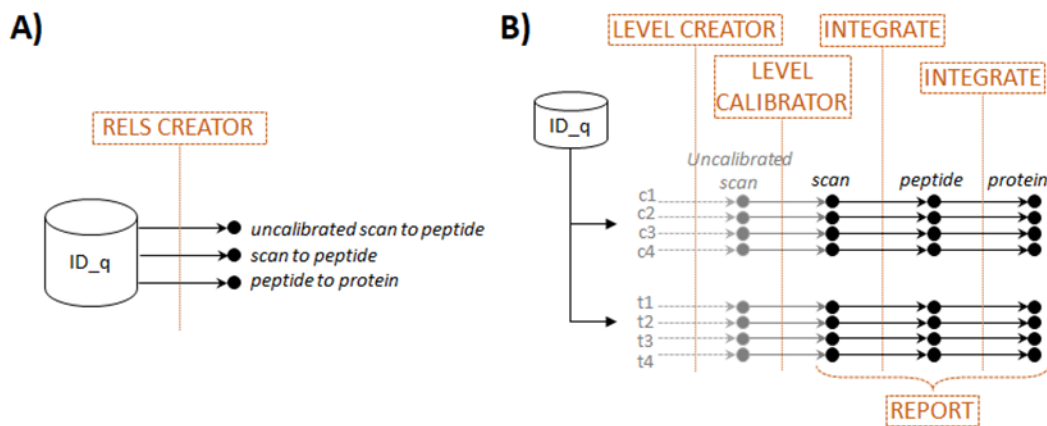 A)
RELS CREATOR
ID_q
uncalibrated scan to peptide
scan to peptide
peptide to protein
B)
LEVEL CREATOR
INTEGRATE
LEVEL
CALIBRATOR
INTEGRATE
ID_q
Uncalibrated
scan
scan
peptide
protein
c1
c2
c3
c4
t1
t2
t3
t4
REPORT